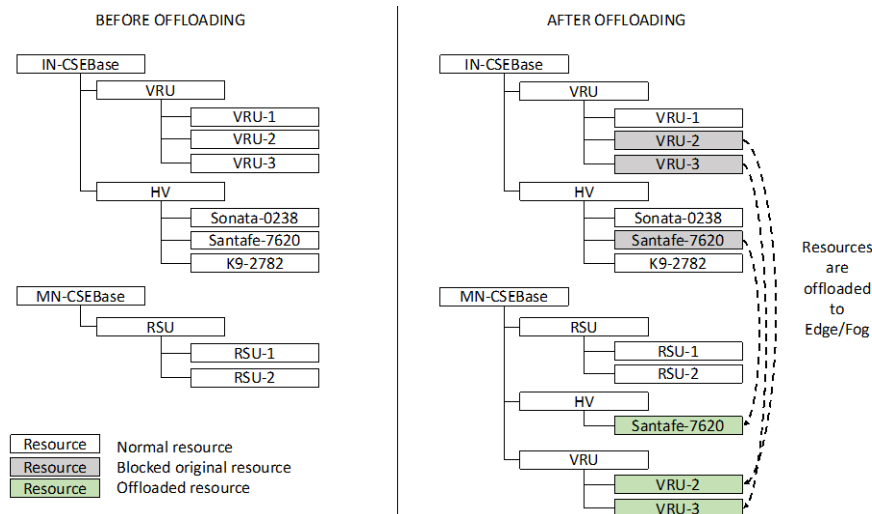 BEFORE OFFLOADING
IN-CSEBase
VRU
VRU-1
VRU-2
VRU-3
HV
Sonata-0238
Santafe-7620
K9-2782
MN-CSEBase
RSU
RSU-1
RSU-2
Resource Normal resource
Resource Blocked original resource
Resource Offloaded resource
AFTER OFFLOADING
IN-CSEBase
VRU
VRU-1
VRU-2
VRU-3
HV
Sonata-0238
Santafe-7620
K9-2782
MN-CSEBase
RSU
RSU-1
RSU-2
HV
Santafe-7620
VRU
VRU-2
VRU-3
Resources
are
offloaded
to
Edge/Fog